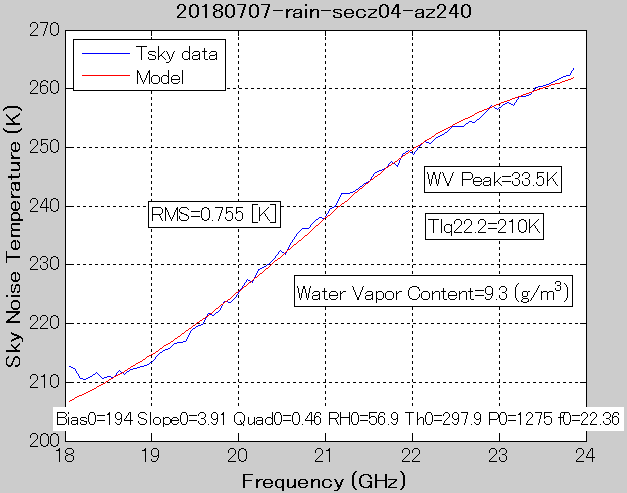 20180707-rain-secz04-az240
270
260
250
240
230
220
210
200
Sky Noise Temperature (K)
Tsky data
Model
WV Peak=33.5K
RMS=0.755 [K]
Tlq22.2=210K
Water Vapor Content=9.3 (g/m³)
Bias0=194 Slope0=3.91 Quad0=0.46 RH0=56.9 Th0=297.9 P0=1275 f0=22.36
18 19 20 21 22 23 24
Frequency (GHz)